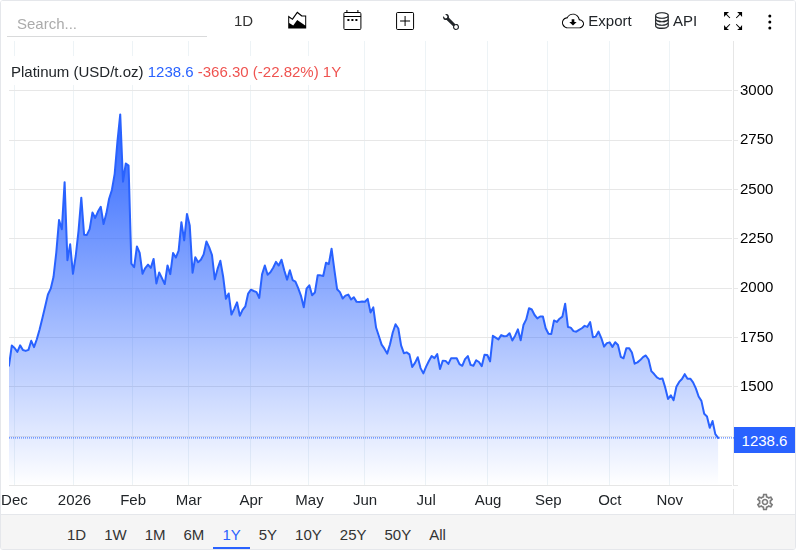 Search... 1D Export API
Platinum (USD/t.oz) 1238.6 -366.30 (-22.82%) 1Y
3000
2750
2500
2250
2000
1750
1500
1238.6
Dec 2026 Feb Mar Apr May Jun Jul Aug Sep Oct Nov
1D 1W 1M 6M 1Y 5Y 10Y 25Y 50Y All